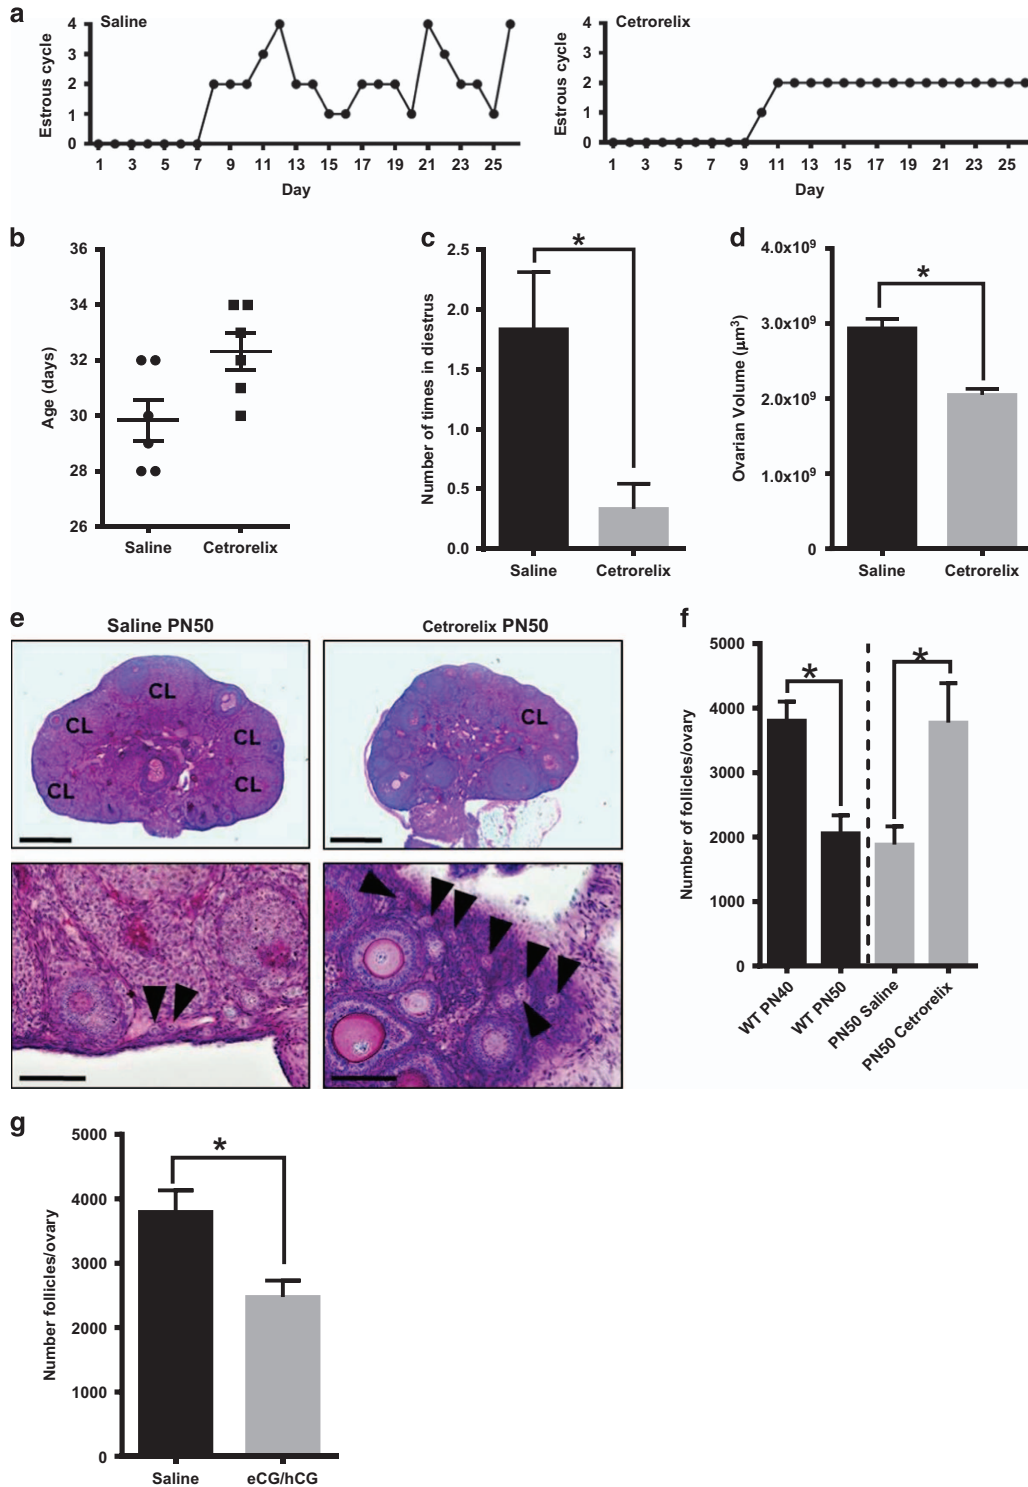 a
Saline
Estrous cycle
4
3
2
1
0
1 3 5 7 9 11 13 15 17 19 21 23 25
Day
Cetrorelix
Estrous cycle
4
3
2
1
0
1 3 5 7 9 11 13 15 17 19 21 23 25
Day
b
Age (days)
36
34
32
30
28
26
Saline Cetrorelix
c
Number of times in diestrus
2.5
2.0
1.5
1.0
0.5
0.0
*
Saline Cetrorelix
d
Ovarian Volume (µm³)
4.0x10⁹
3.0x10⁹
2.0x10⁹
1.0x10⁹
0
*
Saline Cetrorelix
e
Saline PN50
Cetrorelix PN50
CL
CL
CL
CL
CL
CL
f
Number of follicles/ovary
5000
4000
3000
2000
1000
0
*
*
WT PN40
WT PN50
PN50 Saline
PN50 Cetrorelix
g
Number follicles/ovary
5000
4000
3000
2000
1000
0
*
Saline eCG/hCG